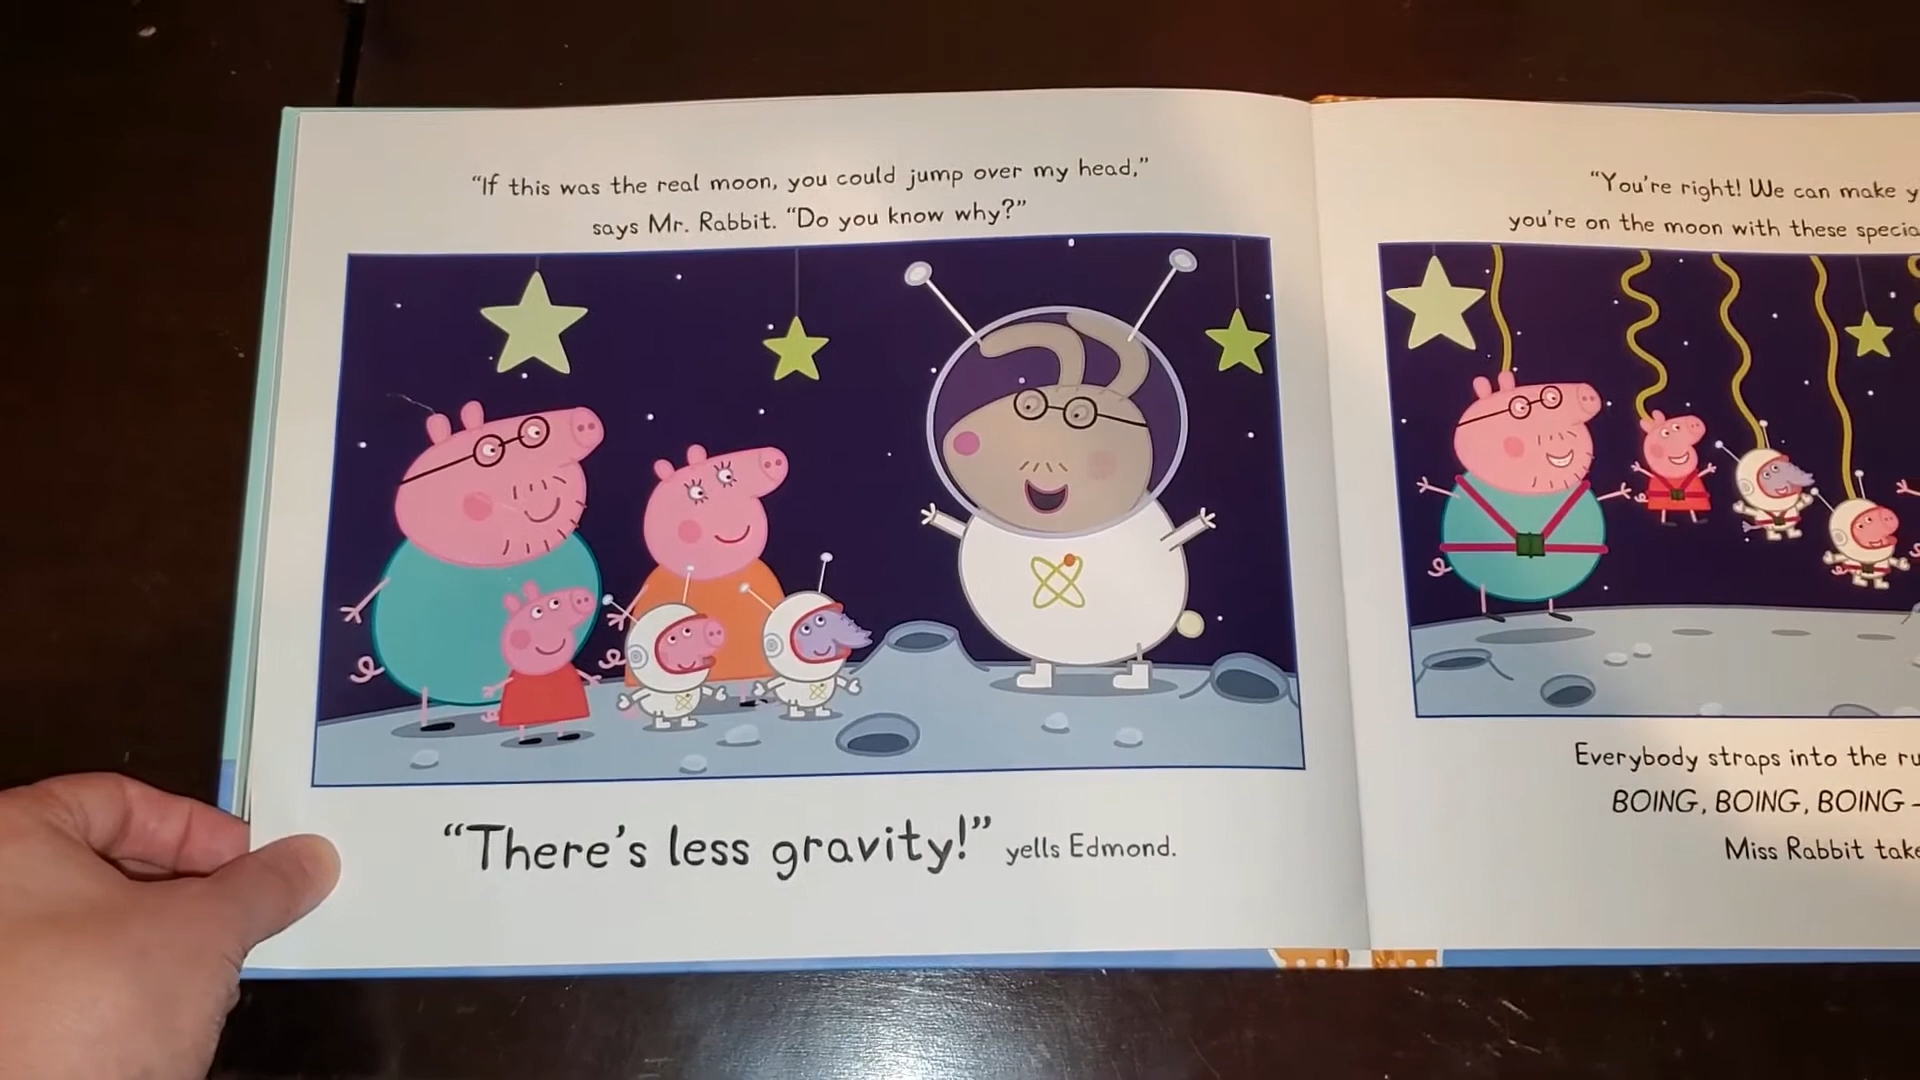 “If this was the real moon, you could jump over my head,”
says Mr. Rabbit. “Do you know why?”
“There’s less gravity!” yells Edmond.
“You’re right! We can make
you’re on the moon with these
Everybody straps into the
BOING, BOING, BOING –
Miss Rabbit